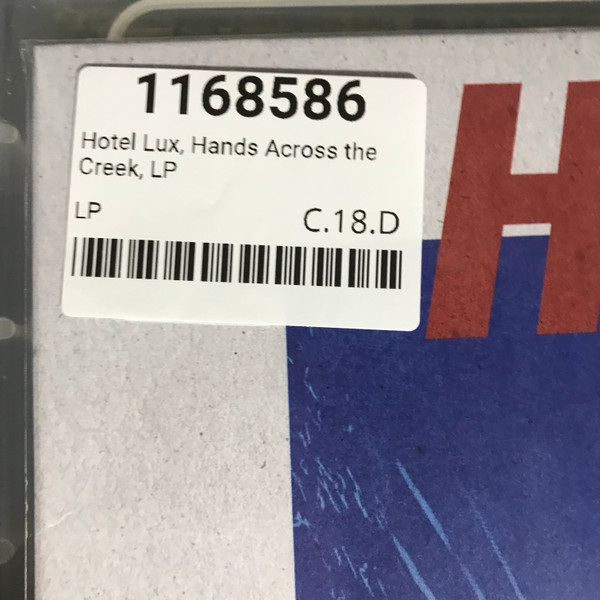 1168586
Hotel Lux, Hands Across the
Creek, LP
LP C.18.D
H